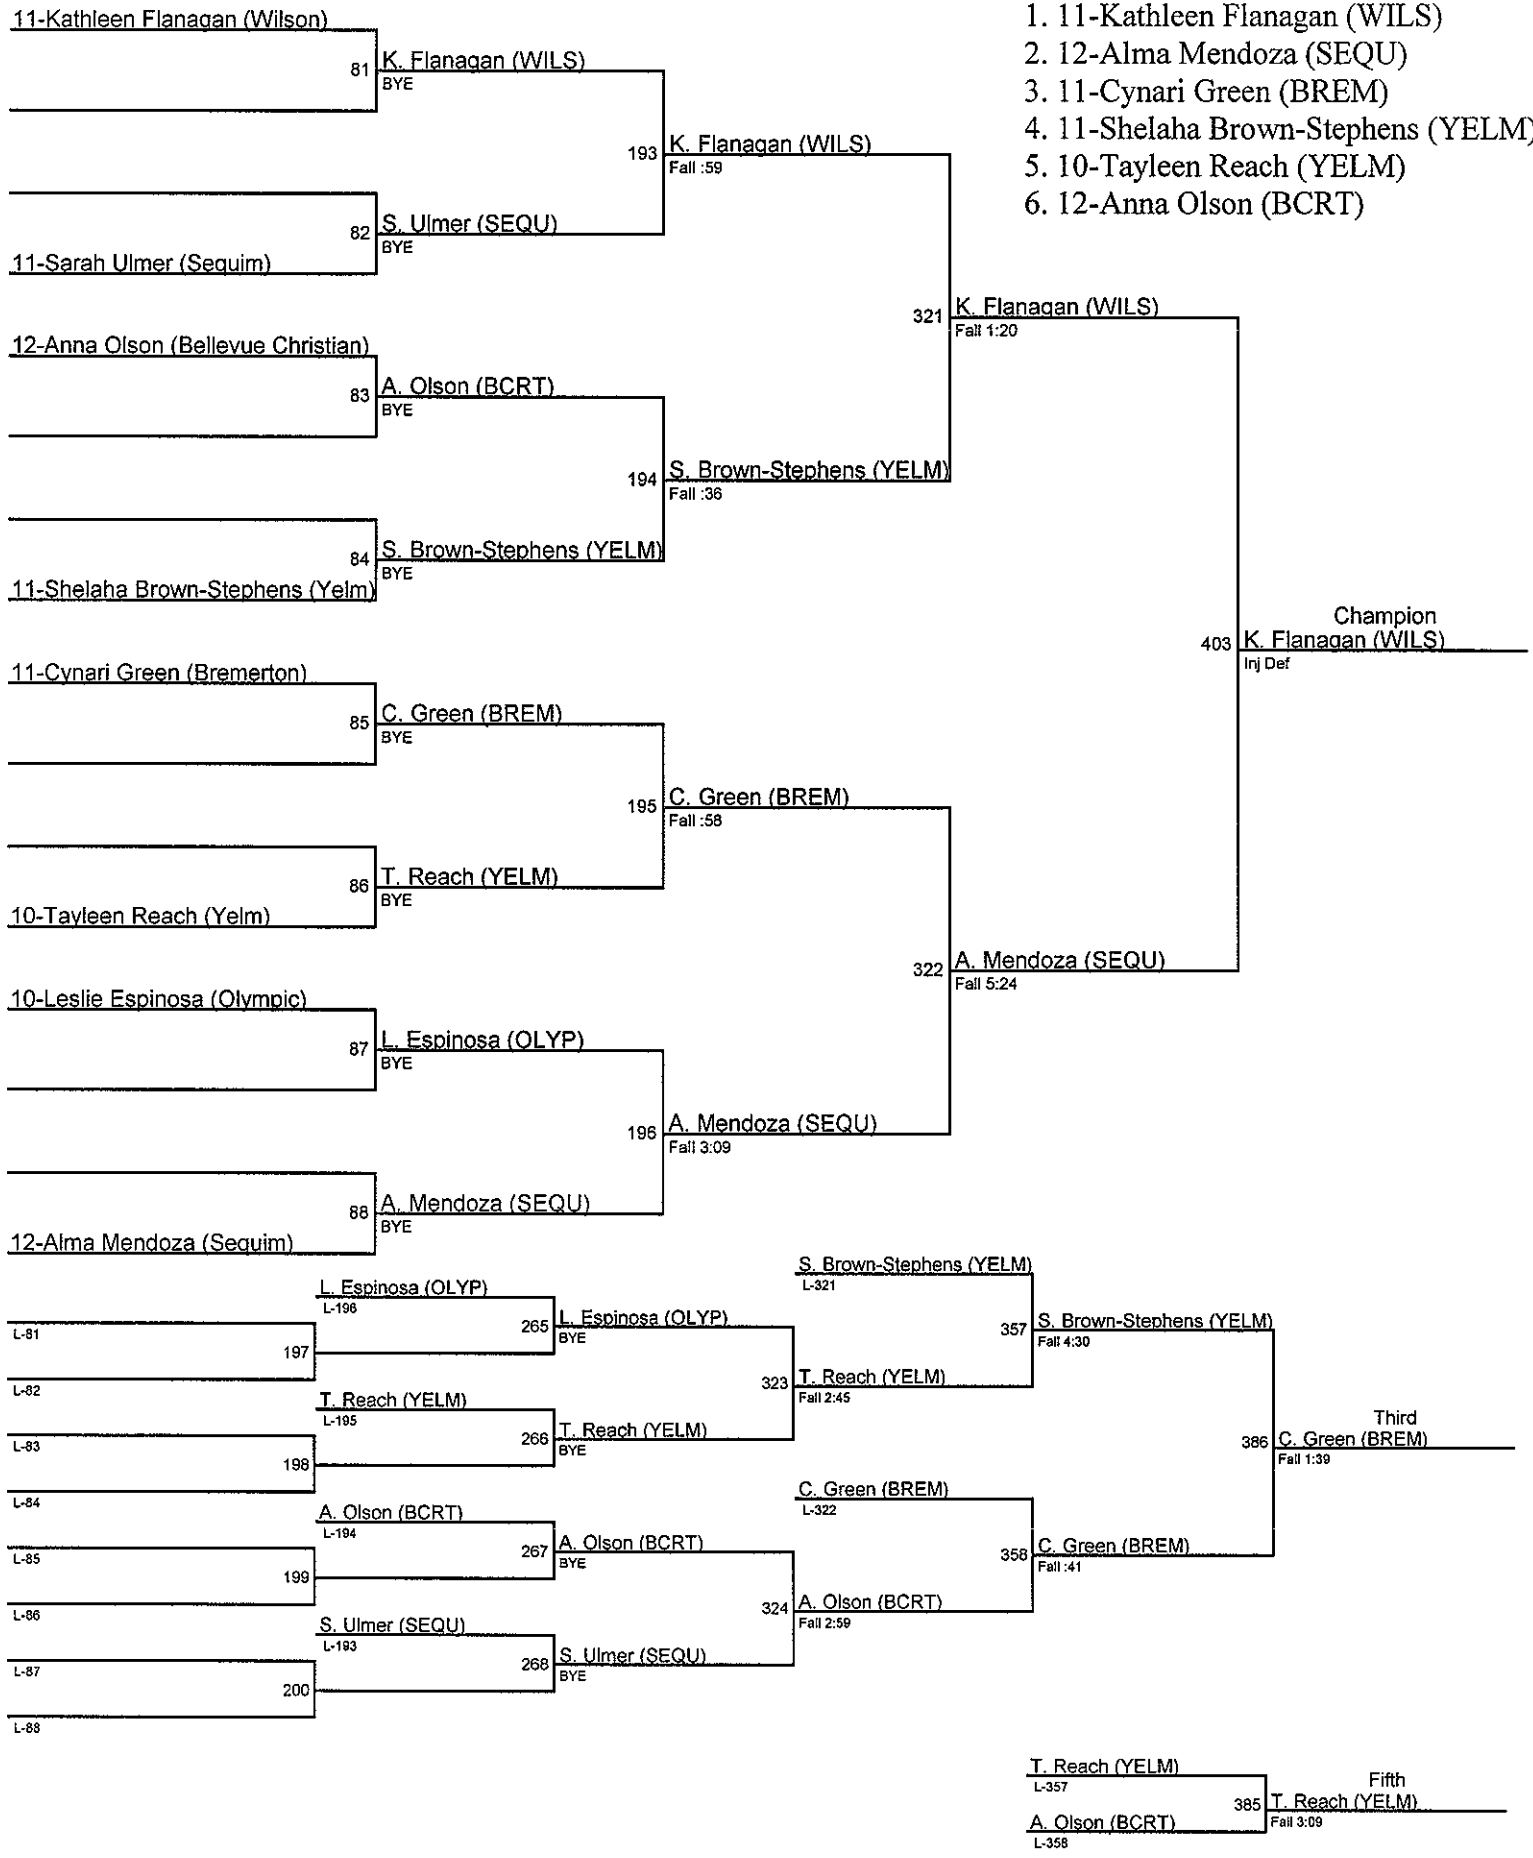 11-Kathleen Flanagan (Wilson)
81
K. Flanagan (WILS)
BYE
193
K. Flanagan (WILS)
Fall :59
82
S. Ulmer (SEQU)
BYE
11-Sarah Ulmer (Sequim)
321
K. Flanagan (WILS)
Fall 1:20
12-Anna Olson (Bellevue Christian)
83
A. Olson (BCRT)
BYE
194
S. Brown-Stephens (YELM)
Fall :36
84
S. Brown-Stephens (YELM)
BYE
11-Shelaha Brown-Stephens (Yelm)
1. 11-Kathleen Flanagan (WILS)
2. 12-Alma Mendoza (SEQU)
3. 11-Cynari Green (BREM)
4. 11-Shelaha Brown-Stephens (YELM)
5. 10-Tayleen Reach (YELM)
6. 12-Anna Olson (BCRT)
Champion
403
K. Flanagan (WILS)
Inj Def
11-Cynari Green (Bremerton)
85
C. Green (BREM)
BYE
195
C. Green (BREM)
Fall :58
86
T. Reach (YELM)
BYE
10-Tayleen Reach (Yelm)
322
A. Mendoza (SEQU)
Fall 5:24
10-Leslie Espinosa (Olympic)
87
L. Espinosa (OLYP)
BYE
196
A. Mendoza (SEQU)
Fall 3:09
88
A. Mendoza (SEQU)
BYE
12-Alma Mendoza (Sequim)
L-81
197
L-82
L. Espinosa (OLYP)
L-196
265
L. Espinosa (OLYP)
BYE
L-83
198
L-84
T. Reach (YELM)
L-195
266
T. Reach (YELM)
BYE
323
T. Reach (YELM)
Fall 2:45
S. Brown-Stephens (YELM)
L-321
357
S. Brown-Stephens (YELM)
Fall 4:30
L-85
199
L-86
A. Olson (BCRT)
L-194
267
A. Olson (BCRT)
BYE
L-87
200
L-88
S. Ulmer (SEQU)
L-193
268
S. Ulmer (SEQU)
BYE
324
A. Olson (BCRT)
Fall 2:59
C. Green (BREM)
L-322
358
C. Green (BREM)
Fall :41
Third
386
C. Green (BREM)
Fall 1:39
T. Reach (YELM)
L-357
A. Olson (BCRT)
L-358
Fifth
385
T. Reach (YELM)
Fall 3:09